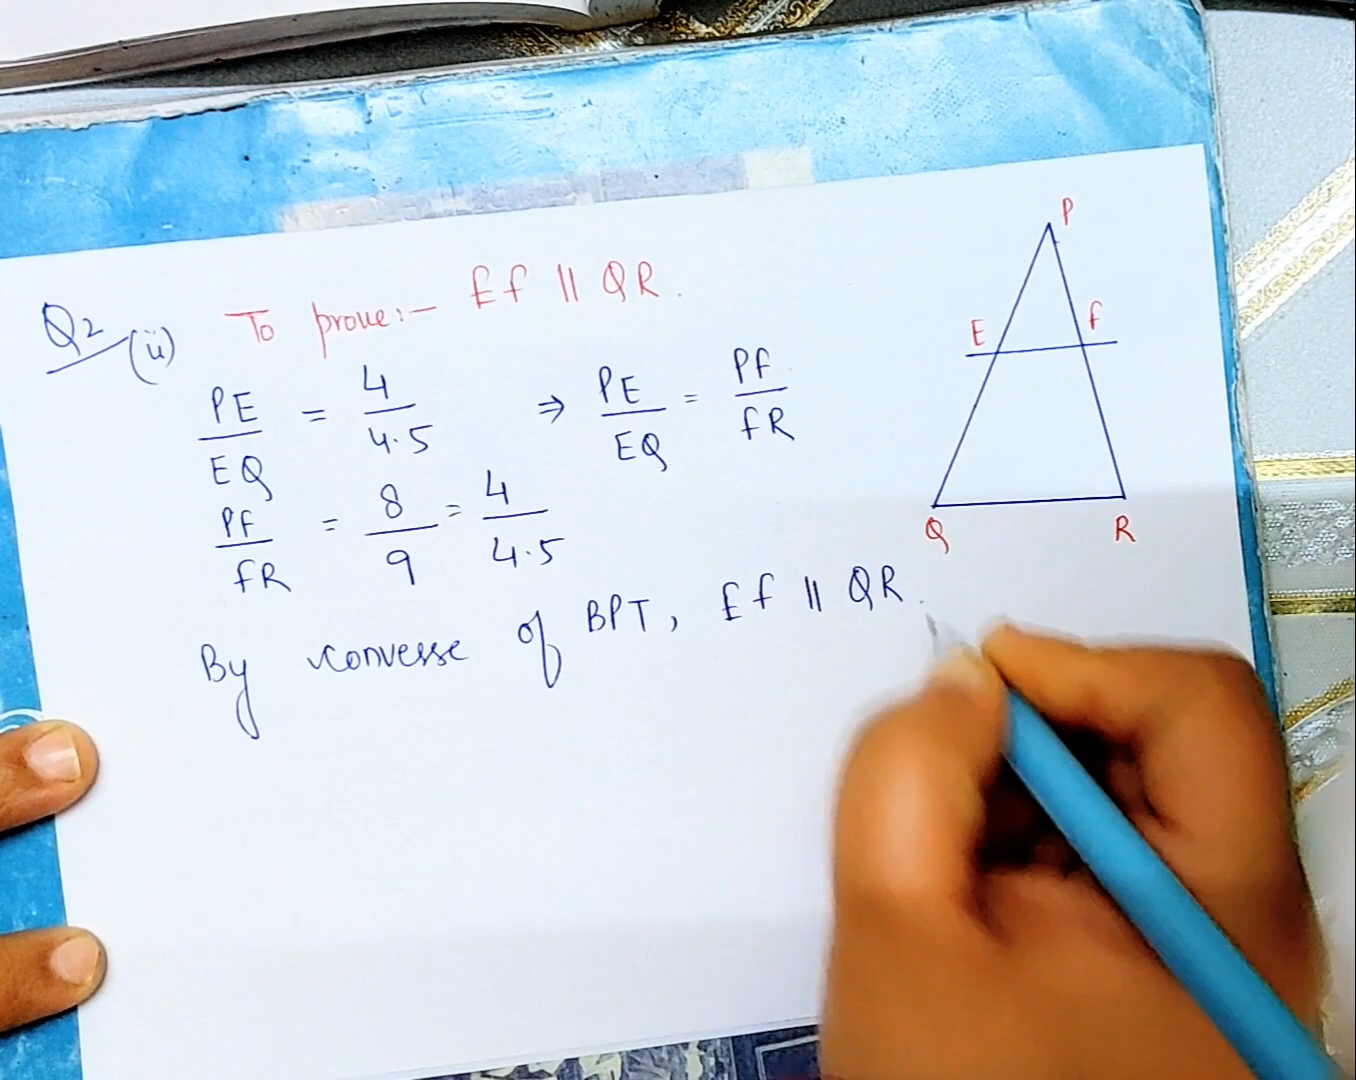 Q2 (ii) To prove:- EF || QR.
PE/EQ = 4/4.5 ⇒ PE/EQ = PF/FR
PF/FR = 8/9 = 4/4.5
By converse of BPT, EF || QR.
P
E F
Q R